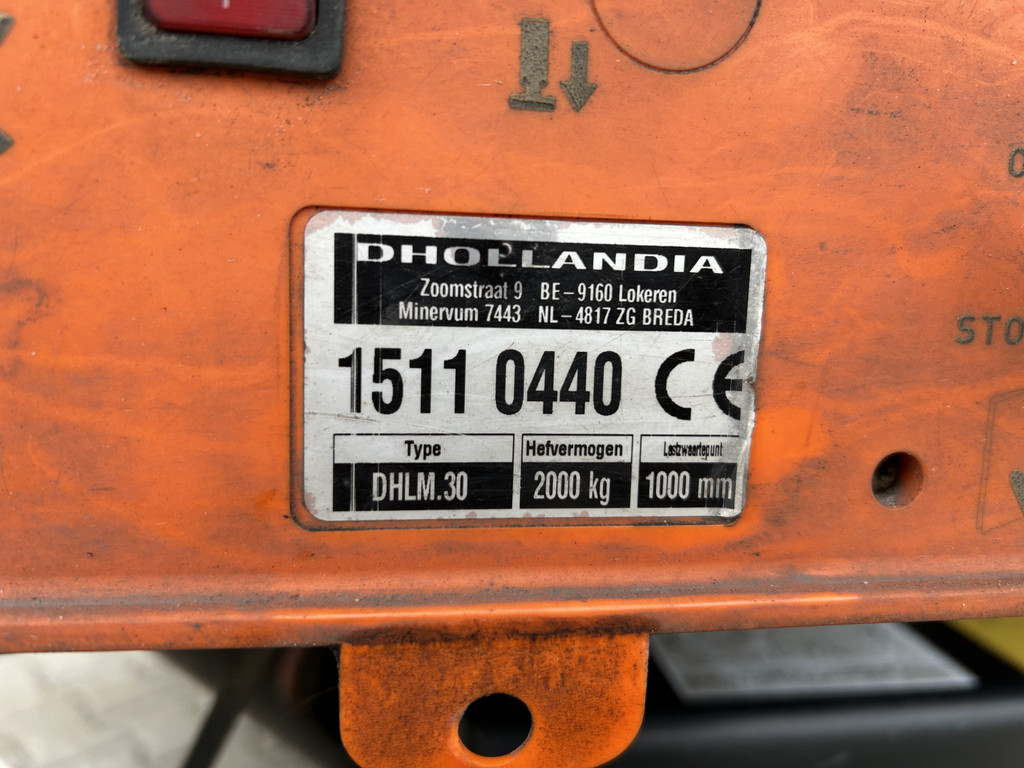 DHOLLANDIA
Zoomstraat 9 BE-9160 Lokeren
Minervum 7443 NL-4817 ZG BREDA
1511 0440 CE
Type Hefvermogen Lastzwaartepunt
DHLM.30 2000 kg 1000 mm
STO